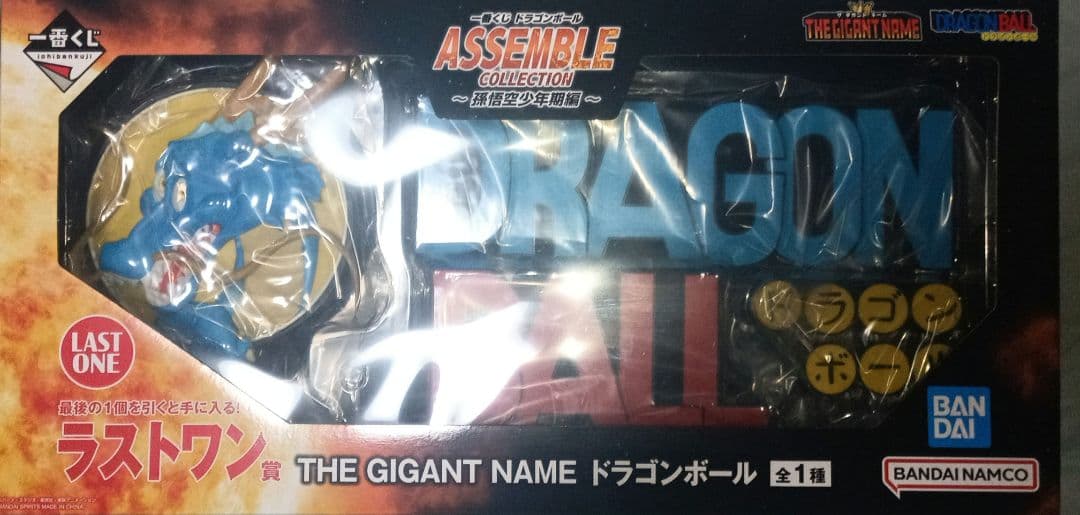 一番くじ
ichibankuji
一番くじ ドラゴンボール
ASSEMBLE
COLLECTION
～孫悟空少年期編～
THE GIGANT NAME
DRAGON BALL
DRAGON
BALL
ドラゴン
ボー
LAST
ONE
最後の1個を引くと手に入る!
ラストワン賞
THE GIGANT NAME ドラゴンボール 全1種
BAN
DAI
BANDAI NAMCO
BANDAI SPIRITS MADE IN CHINA